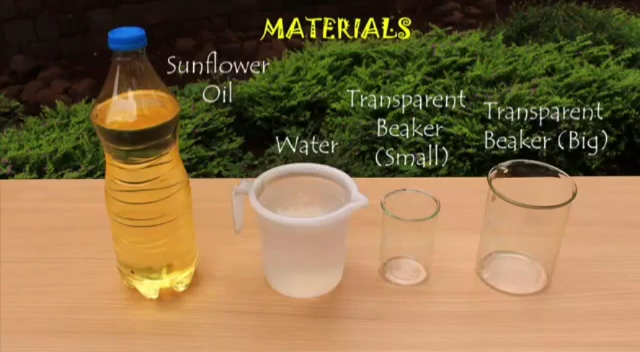 MATERIALS
Sunflower
Oil
Water
Transparent
Beaker
(Small)
Transparent
Beaker (Big)